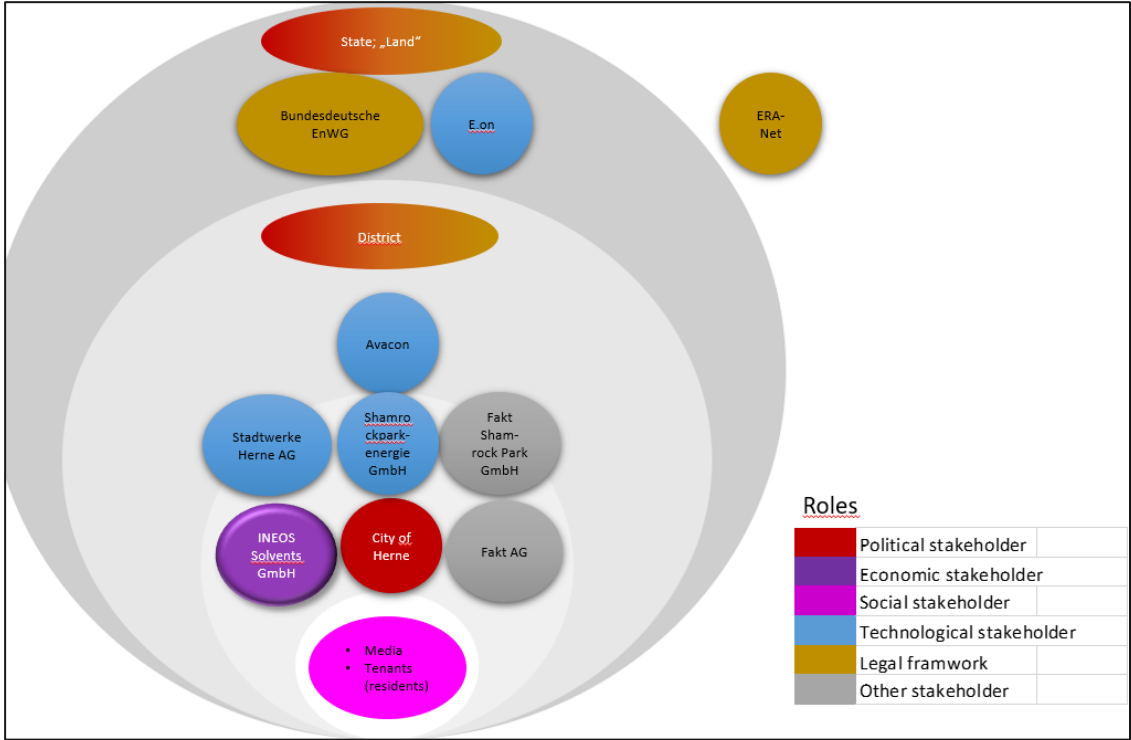 State; „Land“
Bundesdeutsche
EnWG
E.on
ERA-
Net
District
Avacon
Stadtwerke
Herne AG
Shamro
ckpark-
energie
GmbH
Fakt
Sham-
rock Park
GmbH
INEOS
Solvents
GmbH
City of
Herne
Fakt AG
• Media
• Tenants
(residents)
Roles
Political stakeholder
Economic stakeholder
Social stakeholder
Technological stakeholder
Legal framwork
Other stakeholder